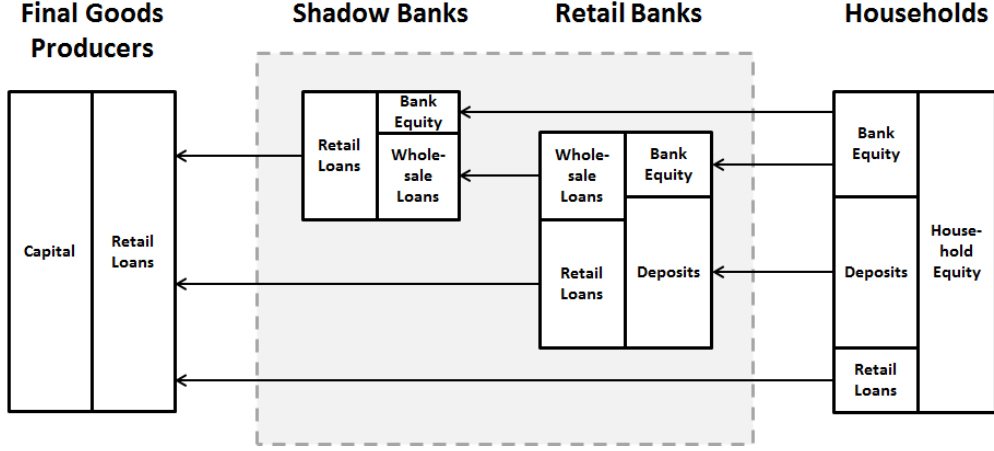 Final Goods
Producers
Shadow Banks
Retail Banks
Households
Capital
Retail
Loans
Retail
Loans
Bank
Equity
Whole-
sale
Loans
Whole-
sale
Loans
Retail
Loans
Bank
Equity
Deposits
Bank
Equity
Deposits
Retail
Loans
House-
hold
Equity